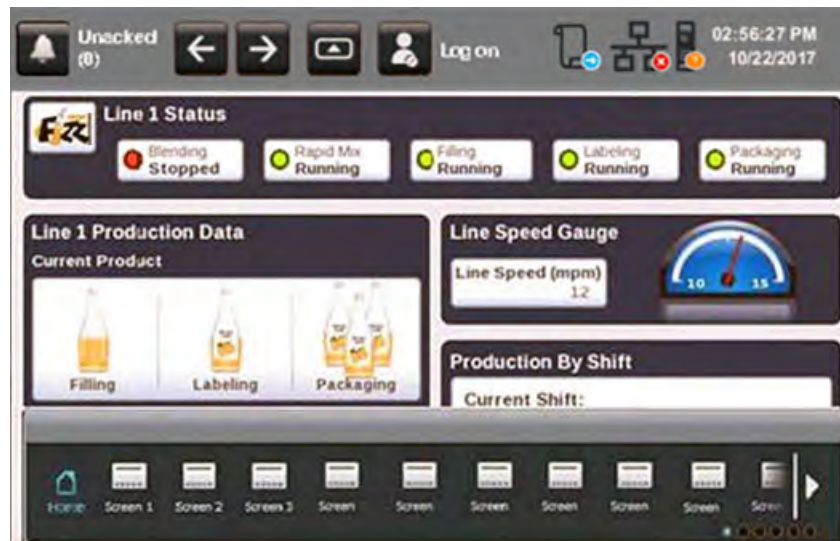 Unacked
(0)
Log on
02:56:27 PM
10/22/2017
Fizz
Line 1 Status
Blending
Stopped
Rapid Mix
Running
Filling
Running
Labeling
Running
Packaging
Running
Line 1 Production Data
Current Product
Filling
Labeling
Packaging
Line Speed Gauge
Line Speed (mpm)
12
10
15
Production By Shift
Current Shift:
Home
Screen 1
Screen 2
Screen 3
Screen
Screen
Screen
Screen
Screen
Screen